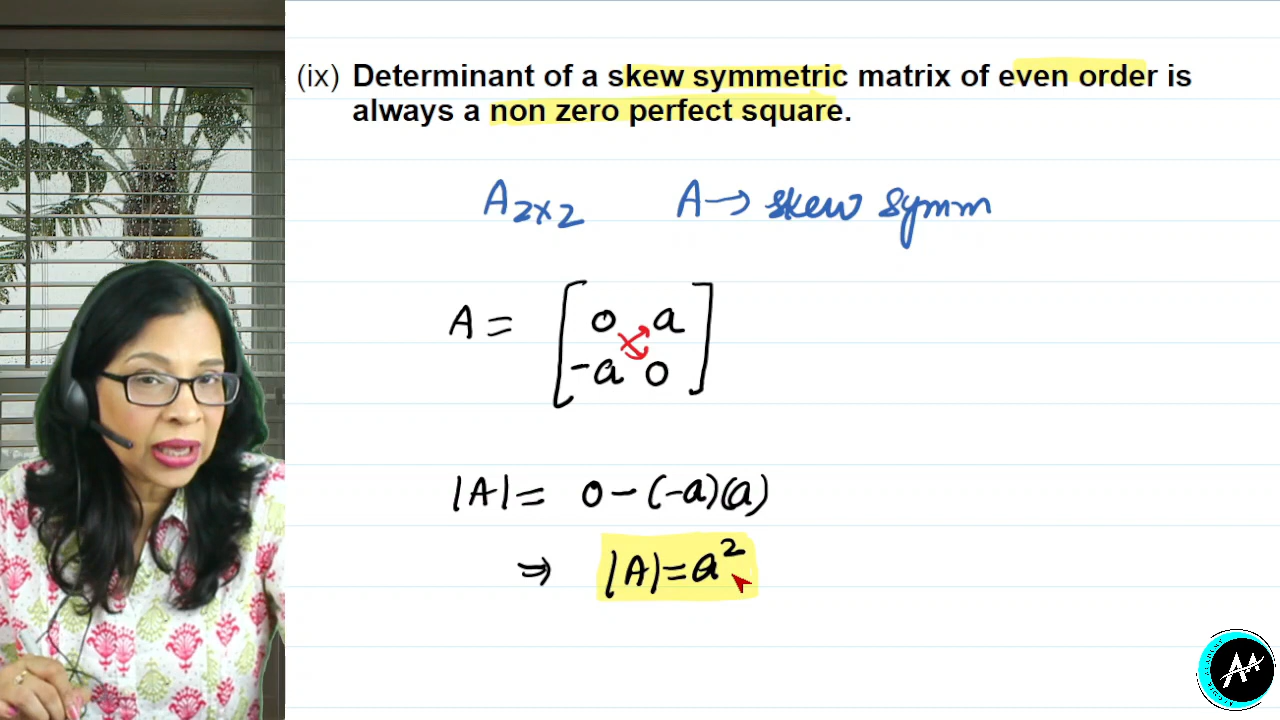 (ix) Determinant of a skew symmetric matrix of even order is
always a non zero perfect square.
A2x2 A → skew symm
A = [0 a
-a 0]
|A| = 0 - (-a)(a)
⇒ |A| = a²
AA